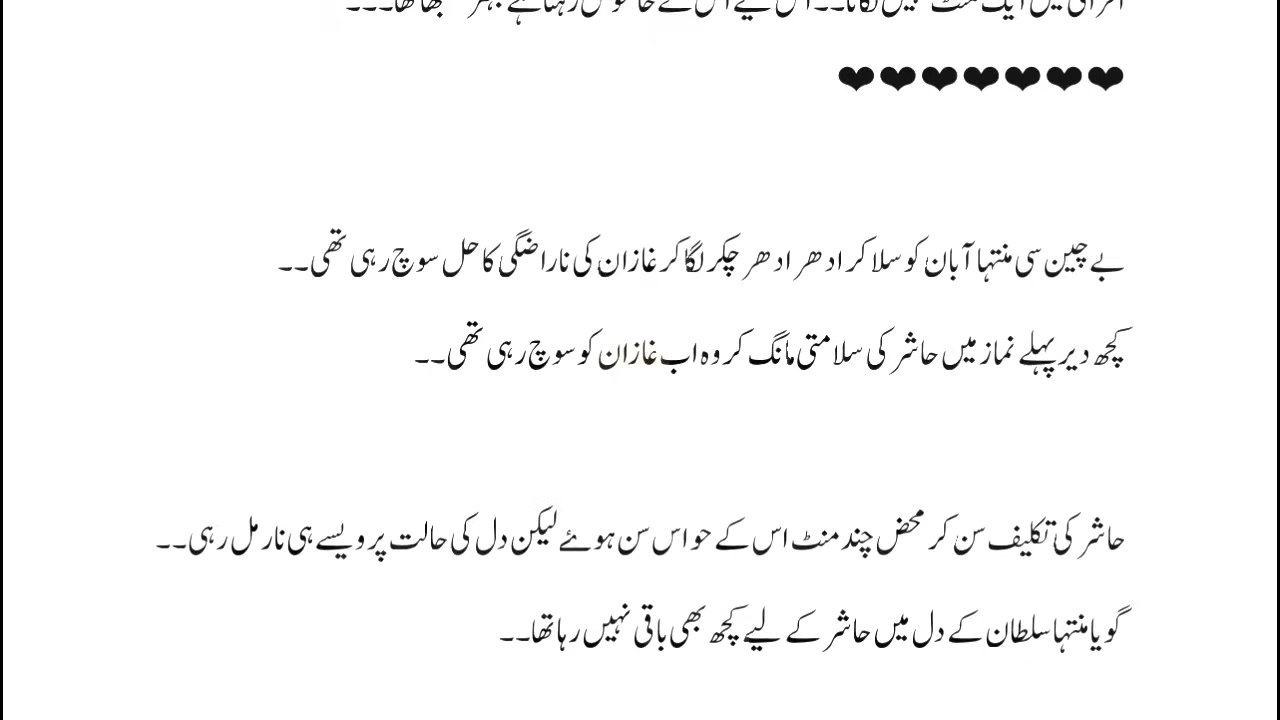 ❤❤❤❤❤❤❤
بے چین سی منتہا آبان کو سلا کر ادھر ادھر چکر لگا کر غازان کی ناراضگی کا حل سوچ رہی تھی۔۔
کچھ دیر پہلے نماز میں حاشر کی سلامتی مانگ کر وہ اب غازان کو سوچ رہی تھی۔۔
حاشر کی تکلیف سن کر محض چند منٹ اس کے حواس سن ہوئے لیکن دل کی حالت پر ویسے ہی نارمل رہی۔۔
گویا منتہا سلطان کے دل میں حاشر کے لیے کچھ بھی باقی نہیں رہا تھا۔۔